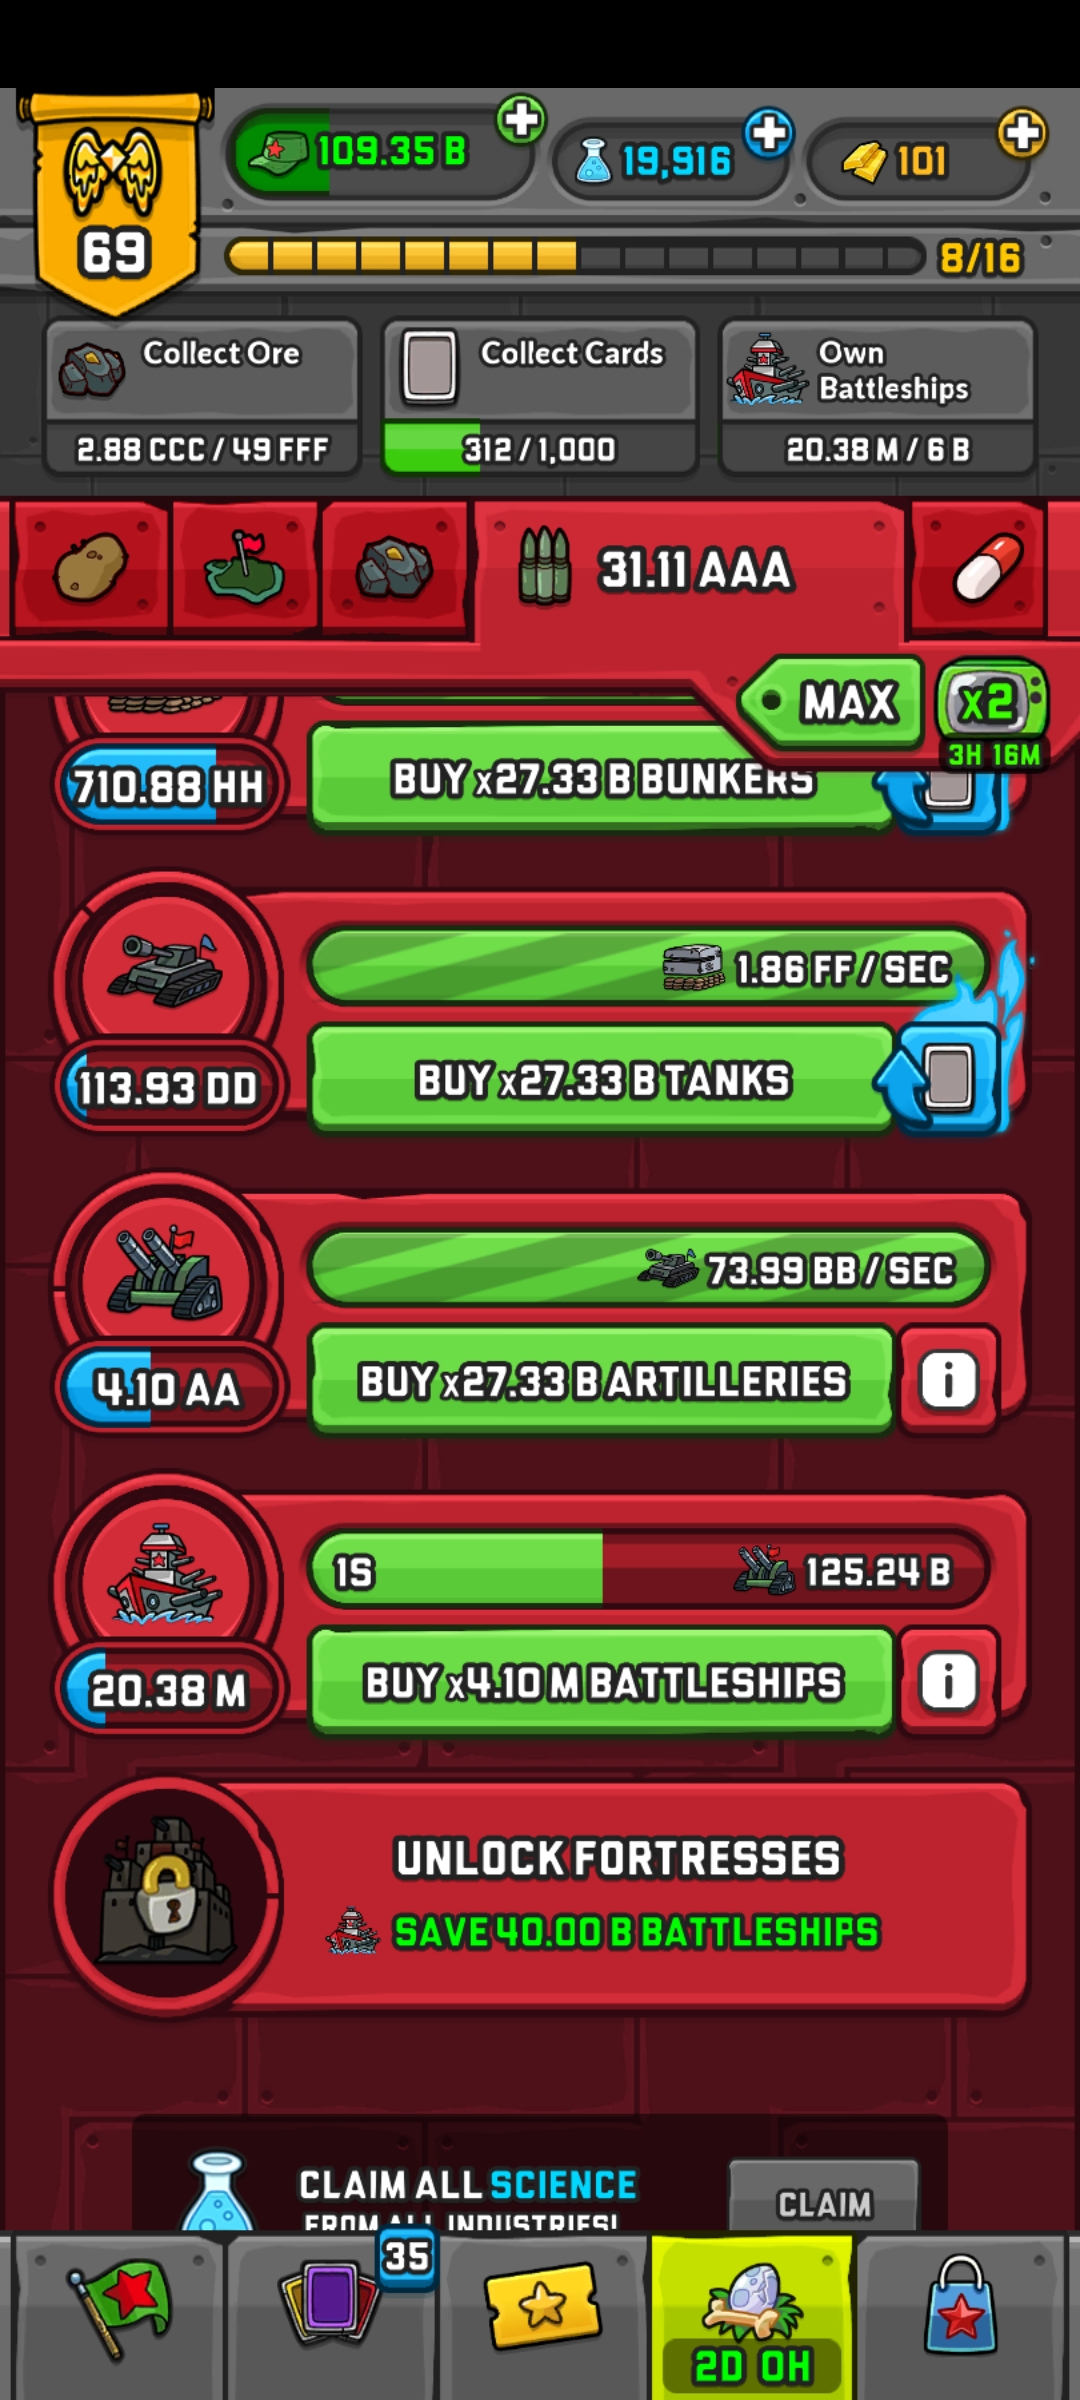 109.35 B
19,916
101
69
8/16
Collect Ore
2.88 CCC / 49 FFF
Collect Cards
312 / 1,000
Own
Battleships
20.38 M / 6 B
31.11 AAA
MAX
x2
3H 16M
710.88 HH
BUY x27.33 B BUNKERS
1.86 FF / SEC
113.93 DD
BUY x27.33 B TANKS
73.99 BB / SEC
4.10 AA
BUY x27.33 B ARTILLERIES
i
1S
125.24 B
20.38 M
BUY x4.10 M BATTLESHIPS
i
UNLOCK FORTRESSES
SAVE 40.00 B BATTLESHIPS
CLAIM ALL SCIENCE
FROM ALL INDUSTRIES!
CLAIM
35
2D 0H